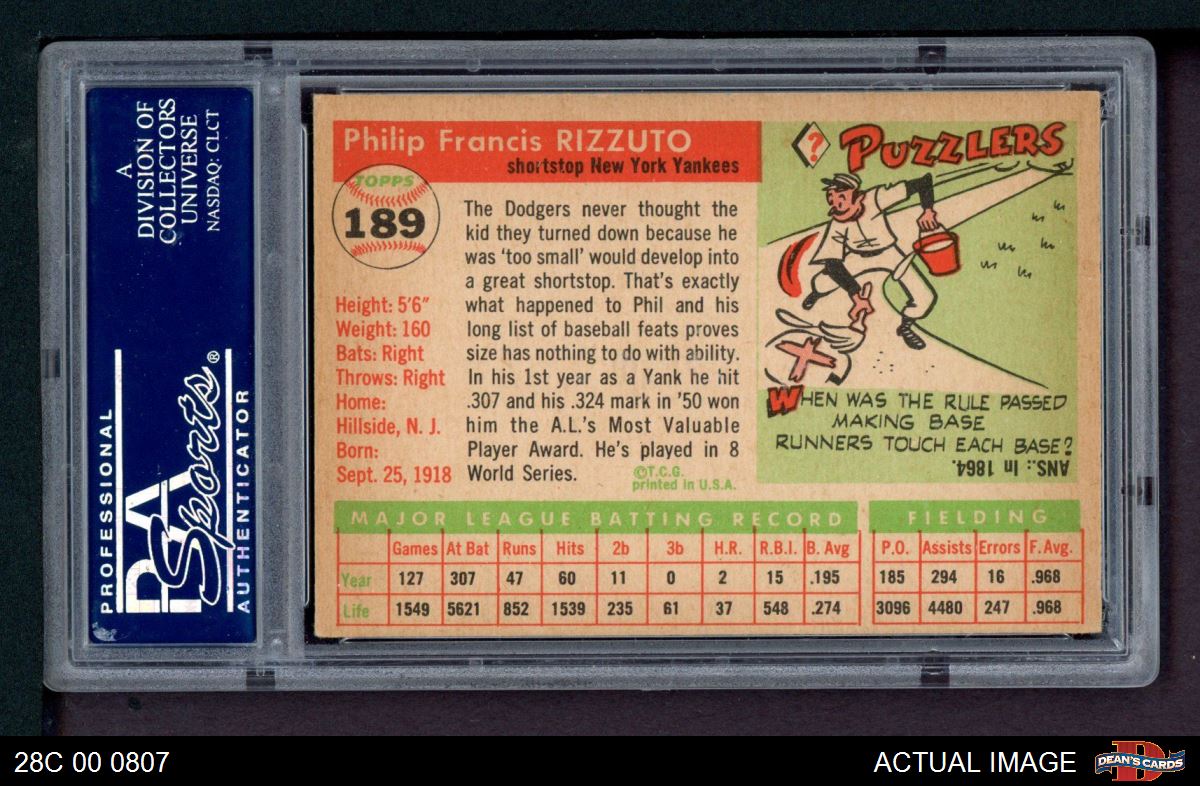 A
DIVISION OF
COLLECTORS
UNIVERSE
NASDAQ: CLCT
PROFESSIONAL
PSA
Sports®
AUTHENTICATOR
Philip Francis RIZZUTO
shortstop New York Yankees
TOPPS
189
Height: 5'6"
Weight: 160
Bats: Right
Throws: Right
Home:
Hillside, N. J.
Born:
Sept. 25, 1918
The Dodgers never thought the
kid they turned down because he
was 'too small' would develop into
a great shortstop. That's exactly
what happened to Phil and his
long list of baseball feats proves
size has nothing to do with ability.
In his 1st year as a Yank he hit
.307 and his .324 mark in '50 won
him the A.L.'s Most Valuable
Player Award. He's played in 8
World Series.
©T.C.G.
printed in U.S.A.
? PUZZLERS
WHEN WAS THE RULE PASSED
MAKING BASE
RUNNERS TOUCH EACH BASE?
ANS.: In 1864.
MAJOR LEAGUE BATTING RECORD FIELDING
Games At Bat Runs Hits 2b 3b H.R. R.B.I. B. Avg P.O. Assists Errors F. Avg.
Year 127 307 47 60 11 0 2 15 .195 185 294 16 .968
Life 1549 5621 852 1539 235 61 37 548 .274 3096 4480 247 .968
28C 00 0807
ACTUAL IMAGE
D
DEAN'S CARDS